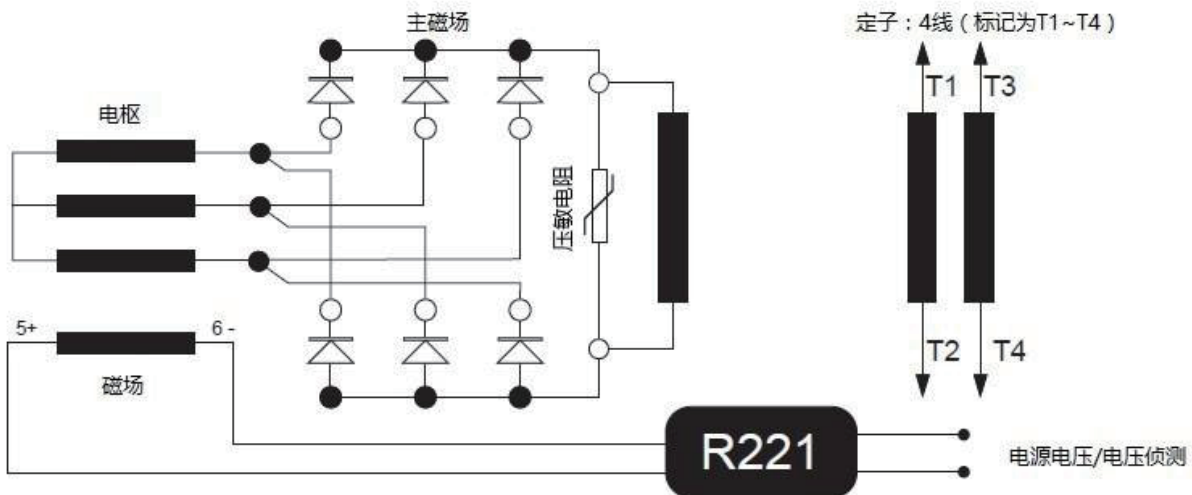 主磁场
定子：4线（标记为T1~T4）
T1
T3
电枢
压敏电阻
5+
6 -
磁场
T2
T4
R221
电源电压/电压侦测